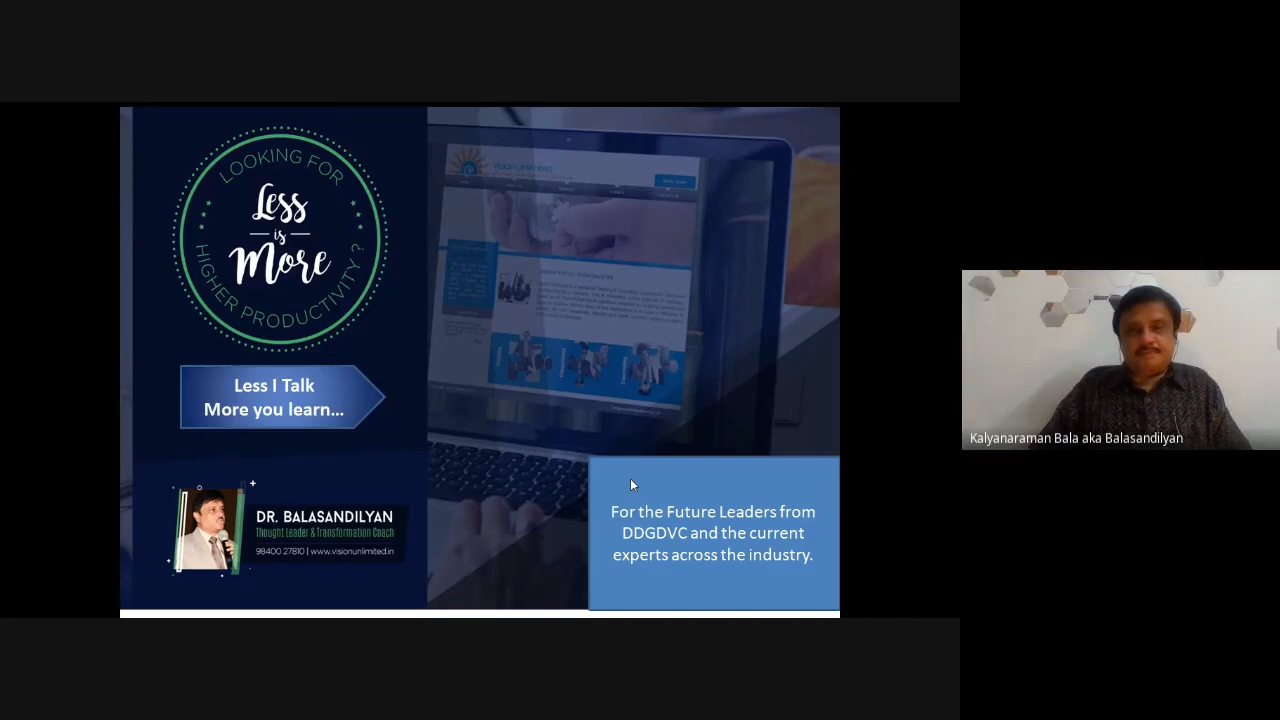 LOOKING FOR
Less
is
More
HIGHER PRODUCTIVITY ?
Less I Talk
More you learn...
DR. BALASANDILYAN
Thought Leader & Transformation Coach
98400 27810 | www.visionunlimited.in
Vision Unlimited
For the Future Leaders from
DDGDVC and the current
experts across the industry.
Kalyanaraman Bala aka Balasandilyan